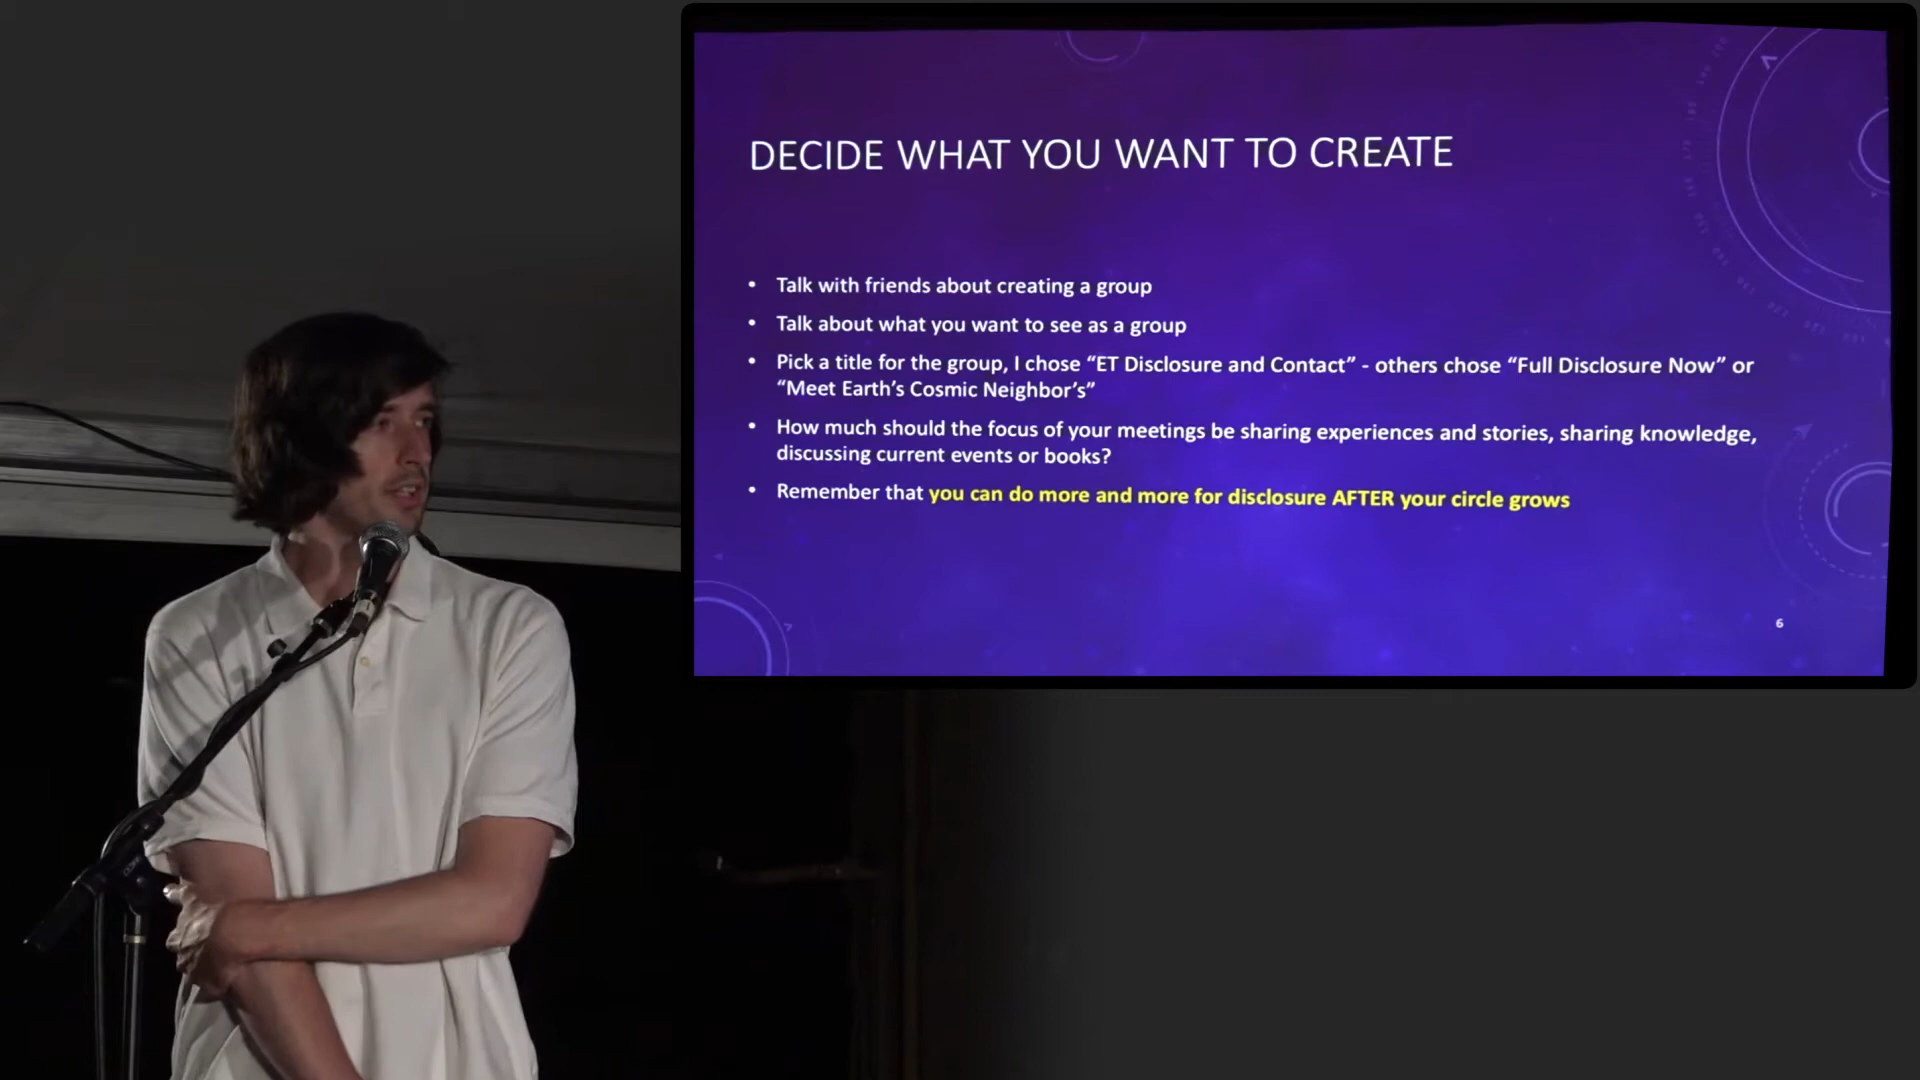 DECIDE WHAT YOU WANT TO CREATE
• Talk with friends about creating a group
• Talk about what you want to see as a group
• Pick a title for the group, I chose “ET Disclosure and Contact” - others chose “Full Disclosure Now” or
“Meet Earth’s Cosmic Neighbor’s”
• How much should the focus of your meetings be sharing experiences and stories, sharing knowledge,
discussing current events or books?
• Remember that you can do more and more for disclosure AFTER your circle grows
6